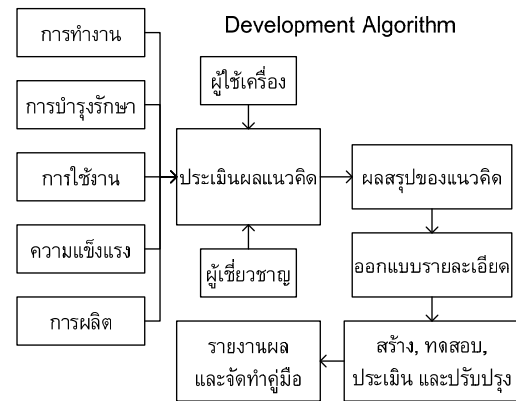 Development Algorithm
การทำงาน
การบำรุงรักษา
การใช้งาน
ความแข็งแรง
การผลิต
ผู้ใช้เครื่อง
ประเมินผลแนวคิด
ผู้เชี่ยวชาญ
ผลสรุปของแนวคิด
ออกแบบรายละเอียด
สร้าง, ทดสอบ,
ประเมิน และปรับปรุง
รายงานผล
และจัดทำคู่มือ